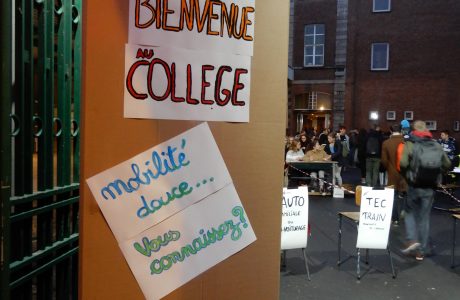 BIENVENUE
AU
COLLEGE
mobilité
douce...
Vous
connaissez?
AUTO
TEC
TRAIN